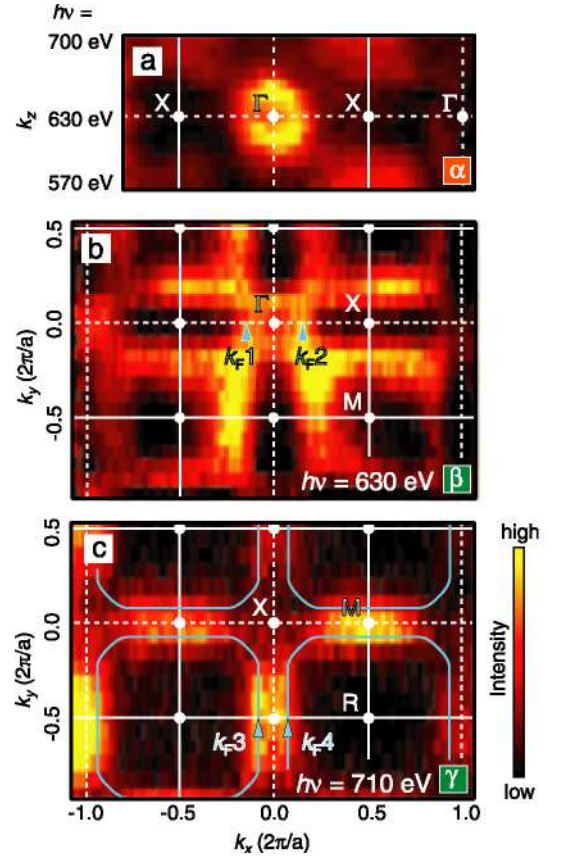 hν =
700 eV
a
X Γ X Γ
k_z 630 eV
570 eV
α
0.5
b
Γ X
k_y (2π/a)
0.0
k_F1 k_F2
M
-0.5
hν = 630 eV β
0.5
c
X M
k_y (2π/a)
0.0
R
-0.5
k_F3 k_F4
hν = 710 eV γ
high
Intensity
low
-1.0 -0.5 0.0 0.5 1.0
k_x (2π/a)